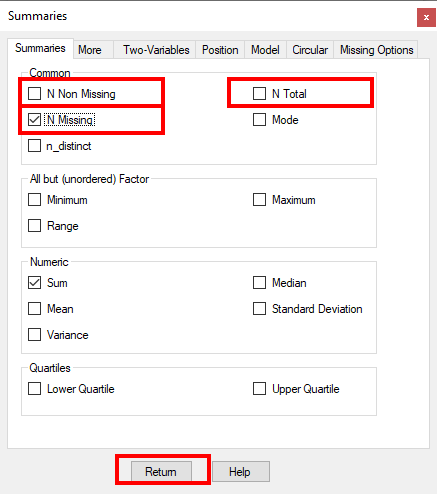 Summaries
x
Summaries More Two-Variables Position Model Circular Missing Options
Common
N Non Missing N Total
N Missing Mode
n_distinct
All but (unordered) Factor
Minimum Maximum
Range
Numeric
Sum Median
Mean Standard Deviation
Variance
Quartiles
Lower Quartile Upper Quartile
Return Help